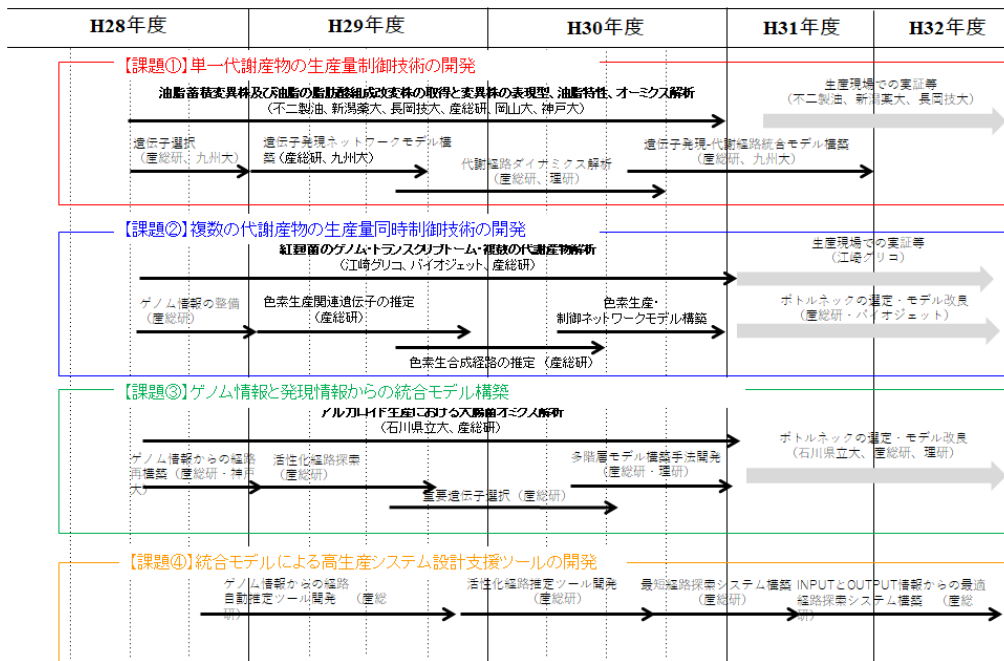 H28年度 H29年度 H30年度 H31年度 H32年度
【課題①】単一代謝産物の生産量制御技術の開発
油脂蓄積変異株及び油脂の脂肪酸組成改変株の取得と変異株の表現型、油脂特性、オーミクス解析
(不二製油、新潟薬大、長岡技大、産総研、岡山大、神戸大)
生産現場での実証等
(不二製油、新潟薬大、長岡技大)
遺伝子選択
(産総研、九州大)
遺伝子発現ネットワークモデル構
築(産総研、九州大)
代謝経路ダイナミクス解析
(産総研、理研)
遺伝子発現-代謝経路統合モデル構築
(産総研、九州大)
【課題②】複数の代謝産物の生産量同時制御技術の開発
紅麹菌のゲノム・トランスクリプトーム・複数の代謝産物解析
(江崎グリコ、バイオジェット、産総研)
生産現場での実証等
(江崎グリコ)
ゲノム情報の整備
(産総研)
色素生産関連遺伝子の推定
(産総研)
色素生産・
制御ネットワークモデル構築
ボトルネックの選定・モデル改良
(産総研・バイオジェット)
色素生合成経路の推定(産総研)
【課題③】ゲノム情報と発現情報からの統合モデル構築
アルカロイド生産における大腸菌オミクス解析
(石川県立大、産総研)
ボトルネックの選定・モデル改良
(石川県立大、産総研、理研)
ゲノム情報からの経路
再構築(産総研・神戸
大)
活性化経路探索
(産総研)
多階層モデル構築手法開発
(産総研・理研)
重要遺伝子選択(産総研)
【課題④】統合モデルによる高生産システム設計支援ツールの開発
ゲノム情報からの経路
自動推定ツール開発 (産総
研)
活性化経路推定ツール開発
(産総研)
最短経路探索システム構築
(産総研)
INPUTとOUTPUT情報からの最適
経路探索システム構築 (産総
研)